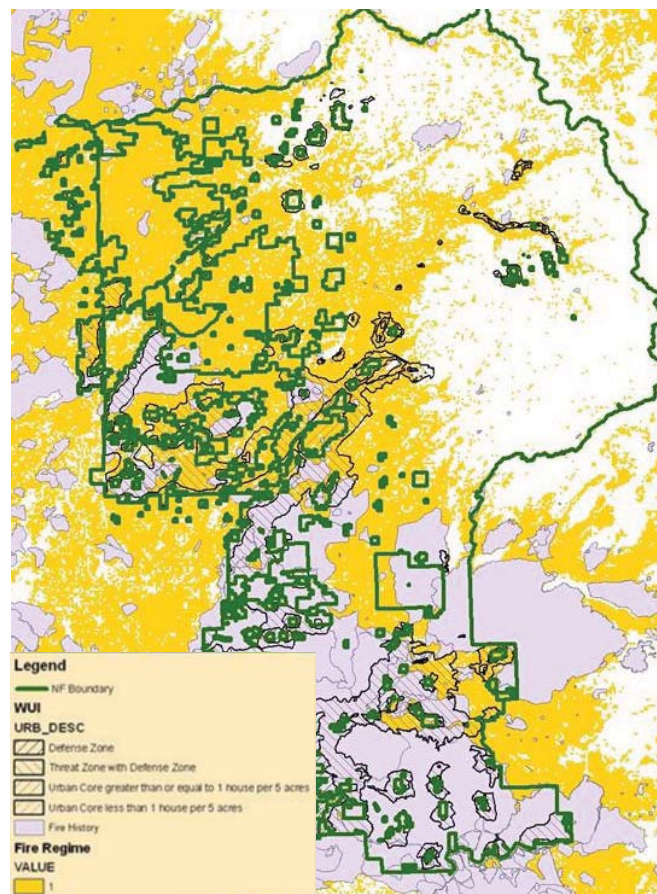 Legend
NF Boundary
WUI
URB_DESC
Defense Zone
Threat Zone with Defense Zone
Urban Core greater than or equal to 1 house per 5 acres
Urban Core less than 1 house per 5 acres
Fire History
Fire Regime
VALUE
1